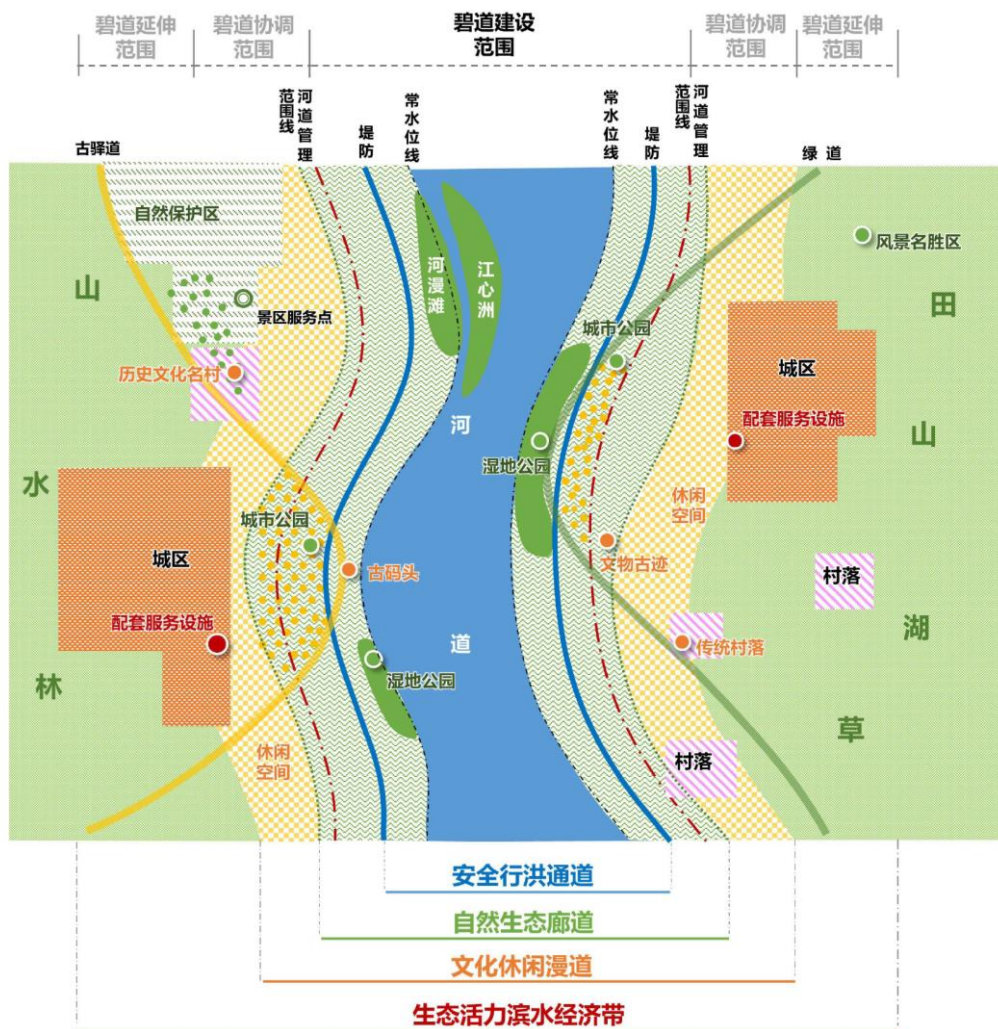 碧道延伸
范围
碧道协调
范围
碧道建设
范围
碧道协调
范围
碧道延伸
范围
古驿道
河道管理
范围线
堤防
常水位线
常水位线
堤防
河道管理
范围线
绿道
自然保护区
山
景区服务点
历史文化名村
河漫滩
江心洲
城市公园
风景名胜区
田
城区
配套服务设施
山
河
湿地公园
休闲
空间
水
城市公园
城区
古码头
文物古迹
村落
配套服务设施
道
传统村落
湖
林
湿地公园
草
休闲
空间
村落
安全行洪通道
自然生态廊道
文化休闲漫道
生态活力滨水经济带